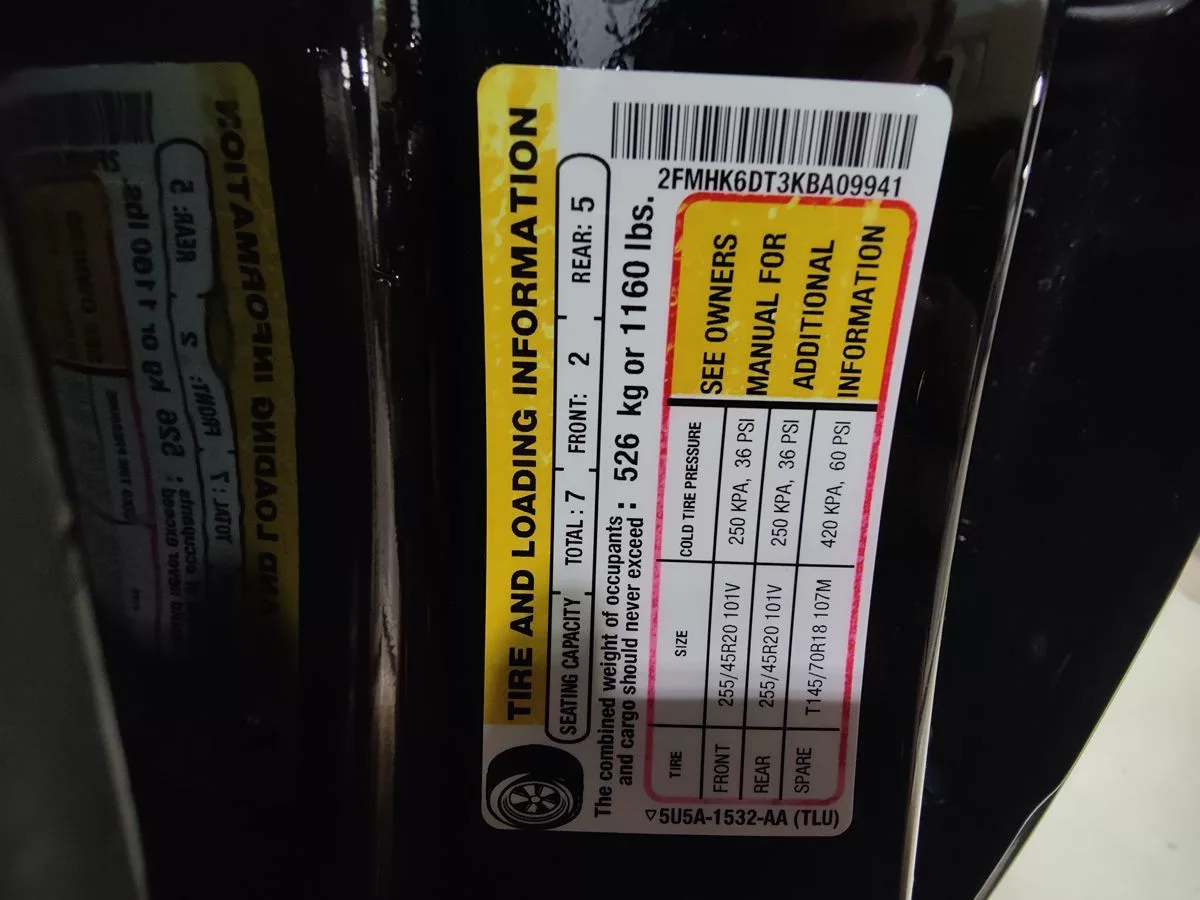 TIRE AND LOADING INFORMATION
SEATING CAPACITY TOTAL: 7 FRONT: 2 REAR: 5
The combined weight of occupants
and cargo should never exceed: 526 kg or 1160 lbs.
2FMHK6DT3KBA09941
TIRE SIZE COLD TIRE PRESSURE
FRONT 255/45R20 101V 250 KPA, 36 PSI
REAR 255/45R20 101V 250 KPA, 36 PSI
SPARE T145/70R18 107M 420 KPA, 60 PSI
SEE OWNERS
MANUAL FOR
ADDITIONAL
INFORMATION
5U5A-1532-AA (TLU)